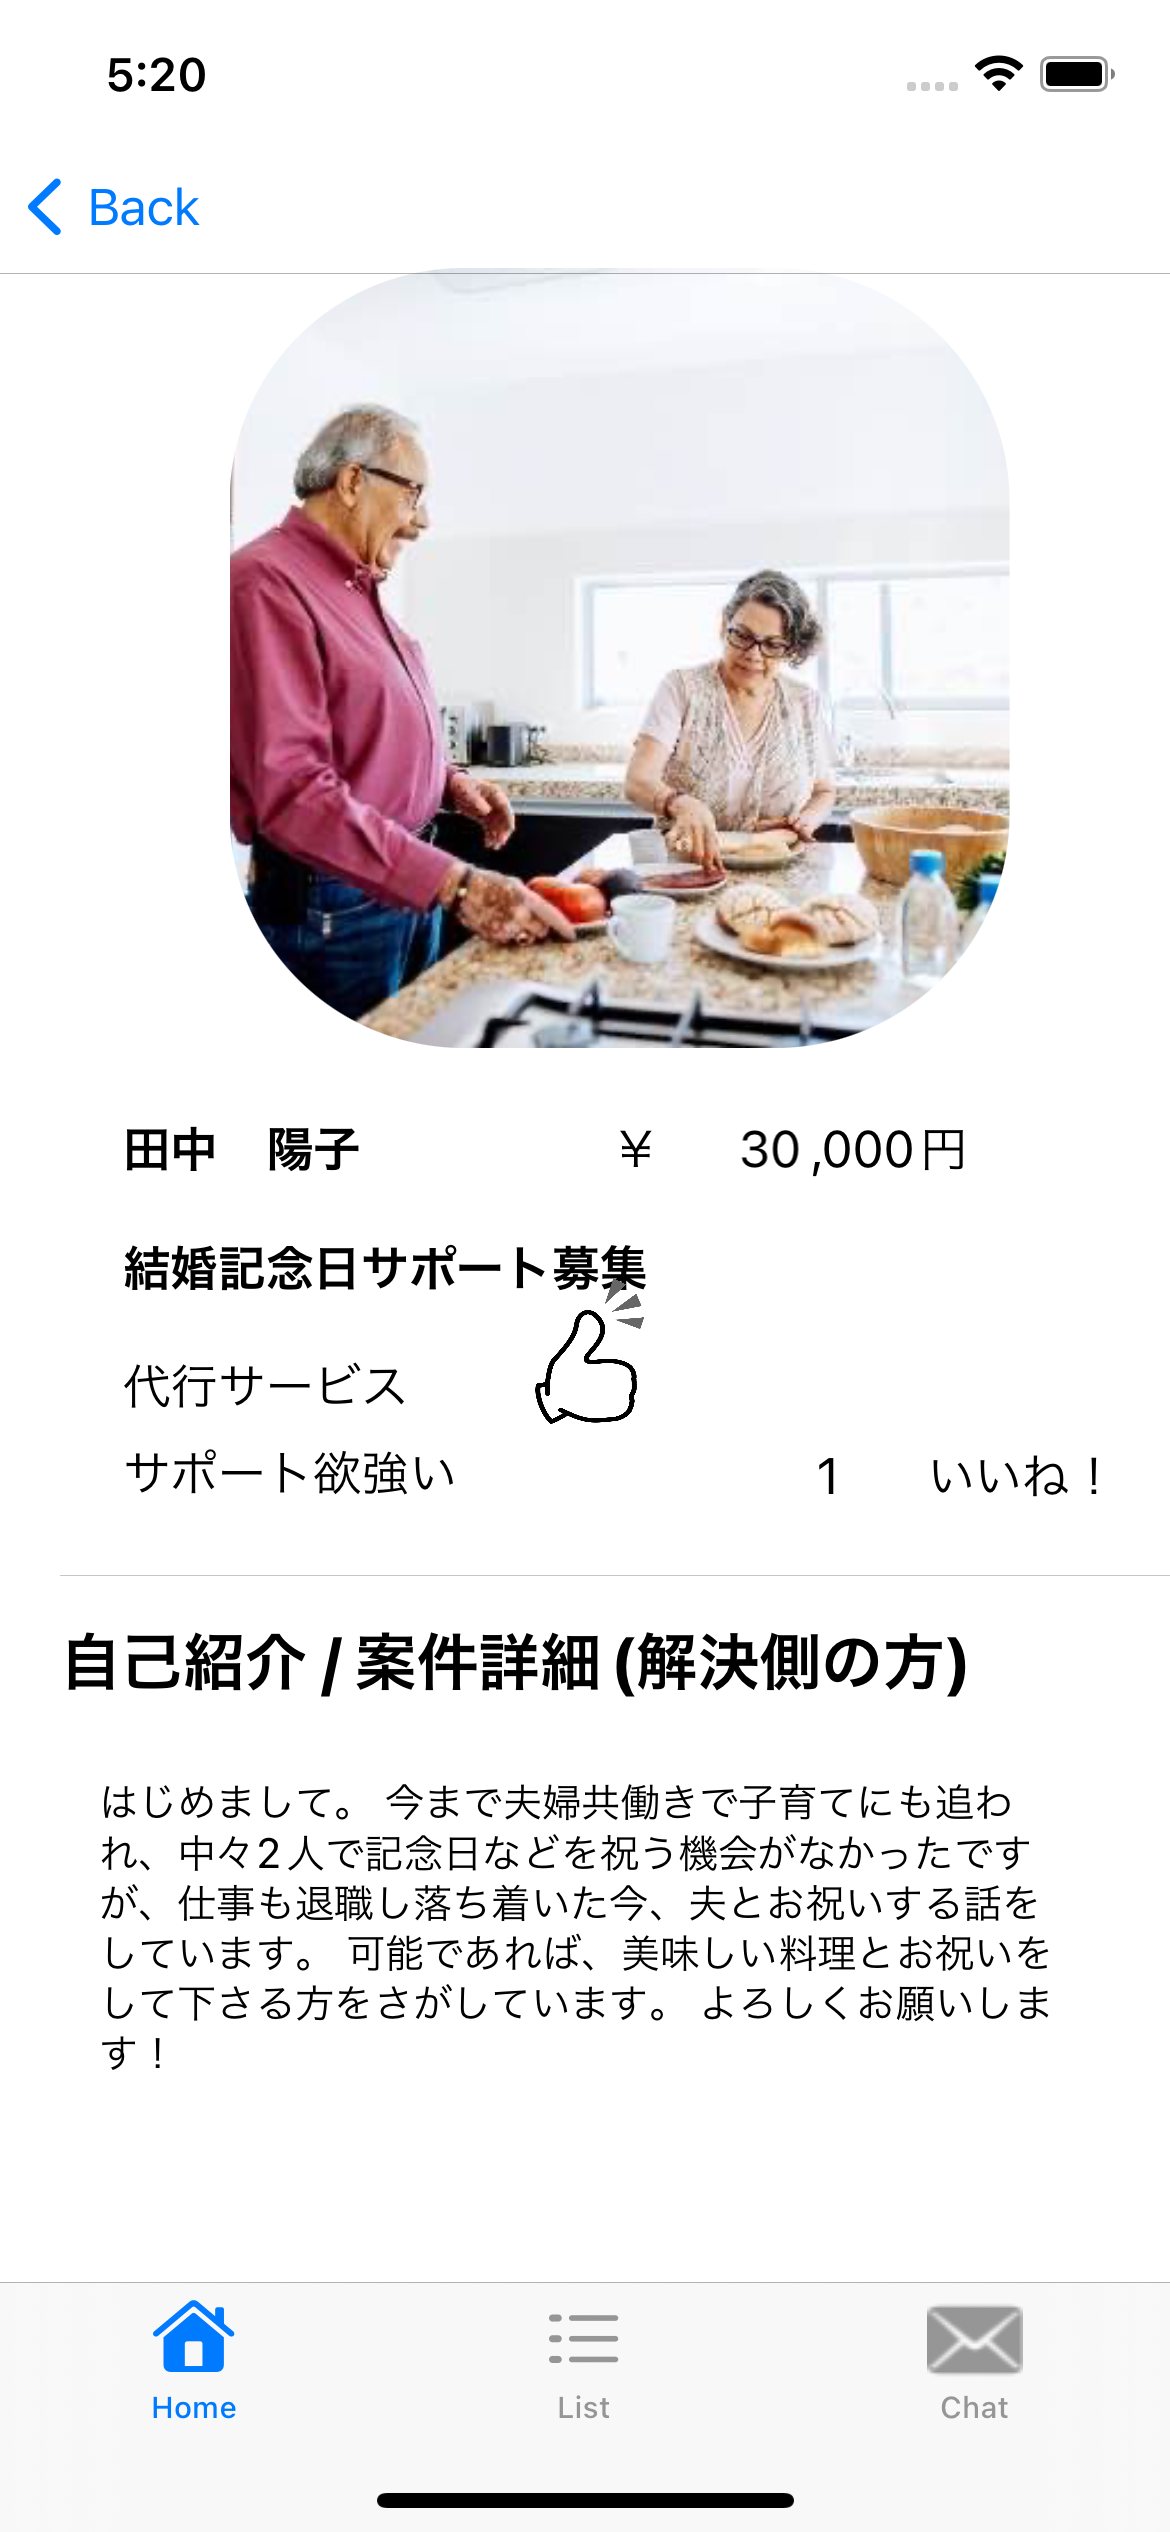 5:20
Back
田中　陽子　¥　30,000円
結婚記念日サポート募集
代行サービス
サポート欲強い　1　いいね！
自己紹介/案件詳細(解決側の方)
はじめまして。 今まで夫婦共働きで子育てにも追わ
れ、中々2人で記念日などを祝う機会がなかったです
が、仕事も退職し落ち着いた今、夫とお祝いする話を
しています。 可能であれば、美味しい料理とお祝いを
して下さる方をさがしています。 よろしくお願いしま
す！
Home List Chat